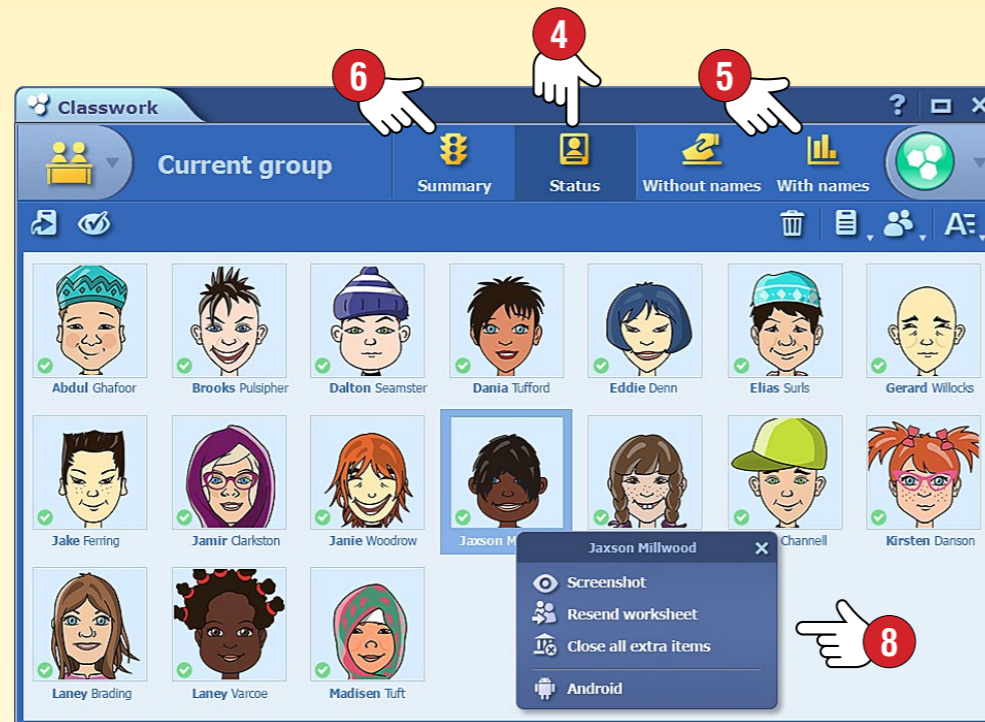 6
4
5
Classwork
?
Current group
Summary
Status
Without names
With names
Abdul Ghafoor
Brooks Pulsipher
Dalton Seamster
Dania Tufford
Eddie Denn
Elias Surls
Gerard Willocks
Jake Ferring
Jamir Clarkston
Janie Woodrow
Jaxson M
Channell
Kirsten Danson
Jaxson Millwood
Screenshot
Resend worksheet
Close all extra items
Android
8
Laney Brading
Laney Varcoe
Madisen Tuft